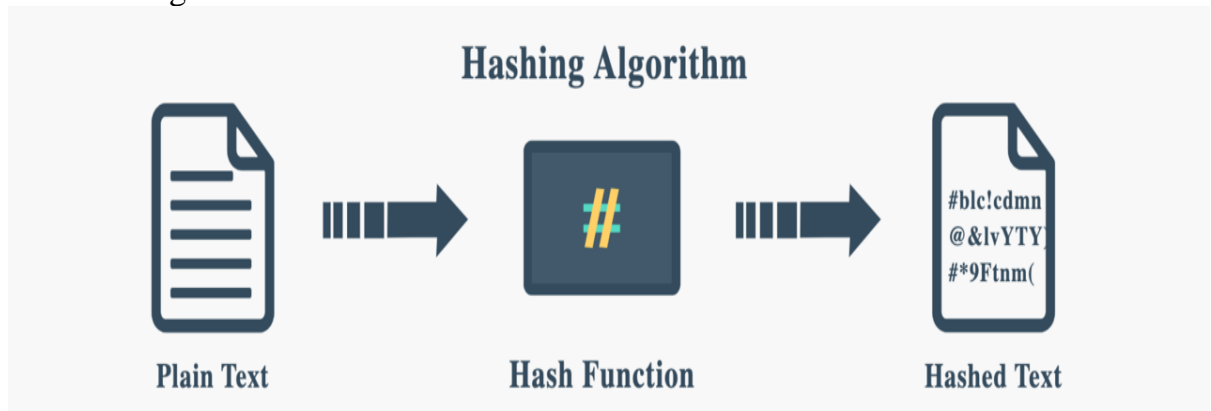 Hashing Algorithm
#
#blc!cdmn
@&lvYTY)
#*9Ftnm(
Plain Text
Hash Function
Hashed Text